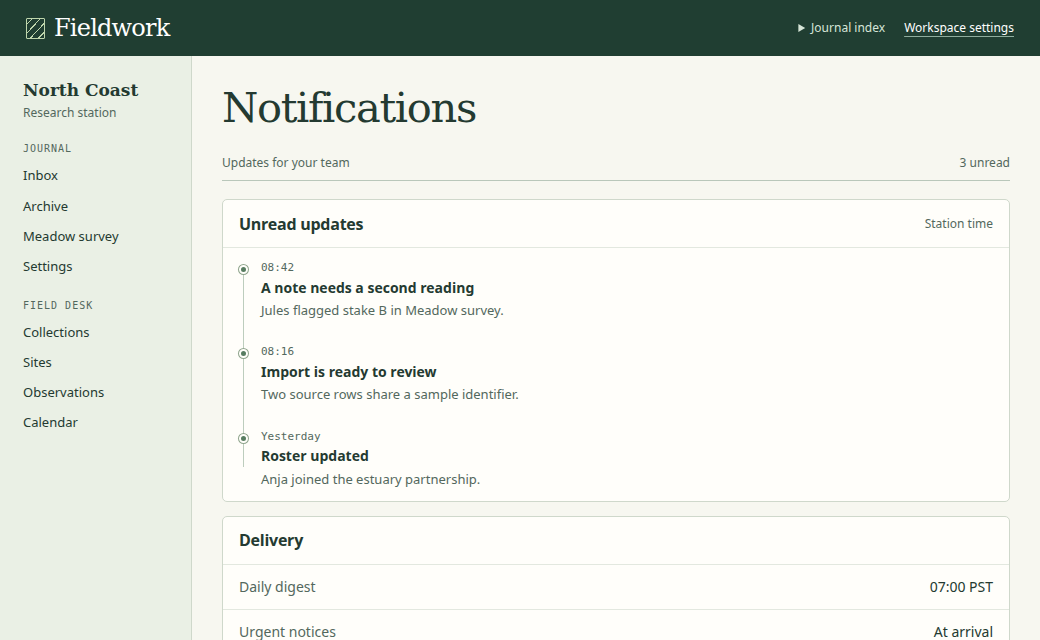 Fieldwork
Journal index
Workspace settings
North Coast
Research station
JOURNAL
Inbox
Archive
Meadow survey
Settings
FIELD DESK
Collections
Sites
Observations
Calendar
Notifications
Updates for your team
3 unread
Unread updates
Station time
08:42
A note needs a second reading
Jules flagged stake B in Meadow survey.
08:16
Import is ready to review
Two source rows share a sample identifier.
Yesterday
Roster updated
Anja joined the estuary partnership.
Delivery
Daily digest
07:00 PST
Urgent notices
At arrival